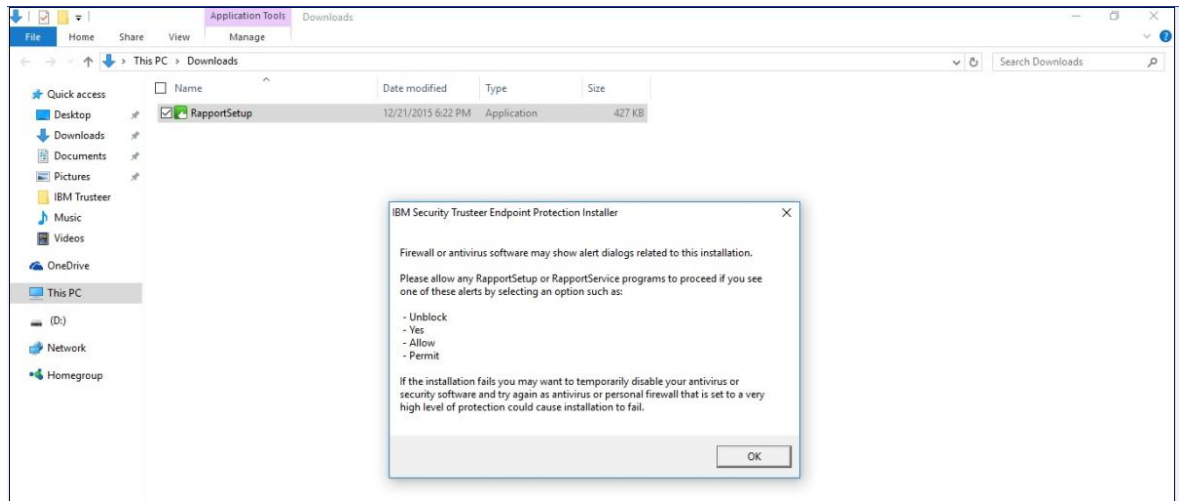 Application Tools
Downloads
File
Home
Share
View
Manage
This PC
Downloads
Search Downloads
Quick access
Desktop
Downloads
Documents
Pictures
IBM Trusteer
Music
Videos
OneDrive
This PC
(D:)
Network
Homegroup
Name
Date modified
Type
Size
RapportSetup
12/21/2015 6:22 PM
Application
427 KB
IBM Security Trusteer Endpoint Protection Installer
Firewall or antivirus software may show alert dialogs related to this installation.
Please allow any RapportSetup or RapportService programs to proceed if you see
one of these alerts by selecting an option such as:
- Unblock
- Yes
- Allow
- Permit
If the installation fails you may want to temporarily disable your antivirus or
security software and try again as antivirus or personal firewall that is set to a very
high level of protection could cause installation to fail.
OK